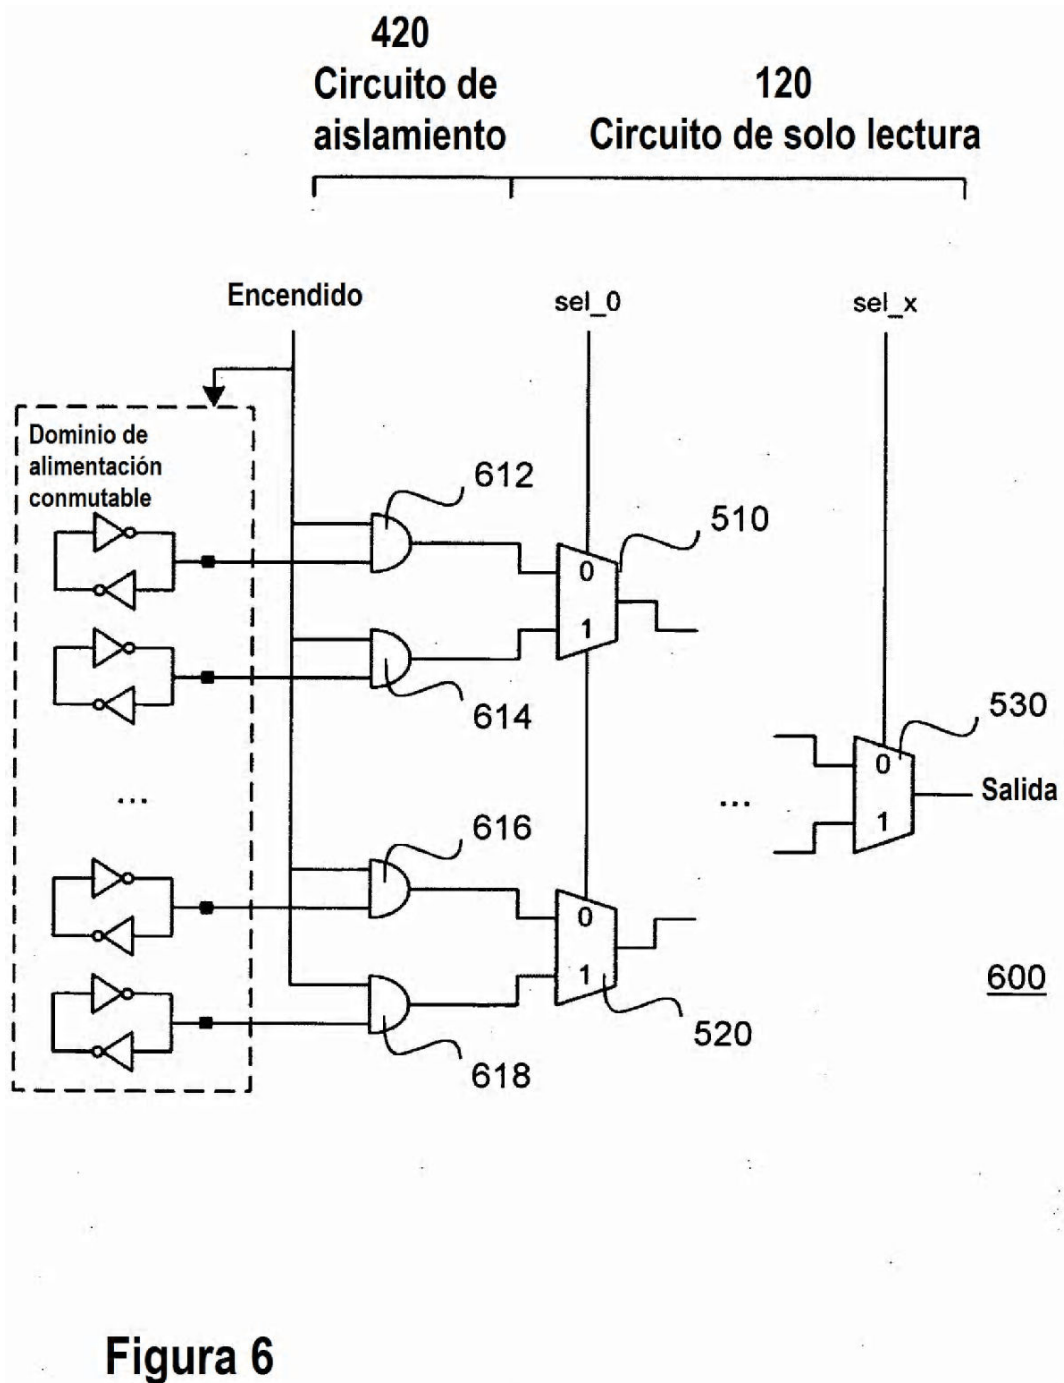 420
Circuito de
aislamiento
120
Circuito de solo lectura
Encendido
sel_0
sel_x
Dominio de
alimentación
conmutable
612
510
0
1
614
530
0
1
Salida
...
...
616
0
1
520
600
618
Figura 6